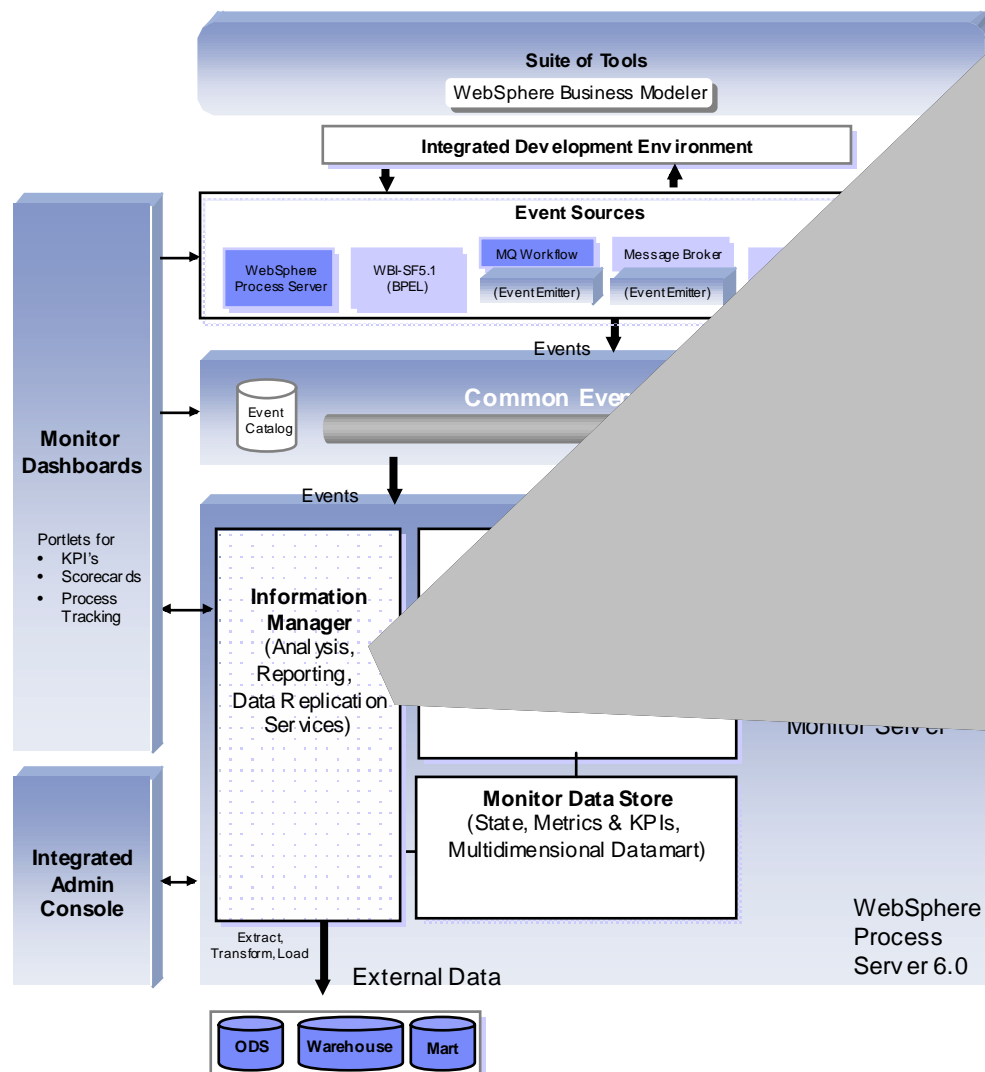 Suite of Tools
WebSphere Business Modeler
Integrated Development Environment
Event Sources
WebSphere
Process Server
WBI-SF5.1
(BPEL)
MQ Workflow
(Event Emitter)
Message Broker
(Event Emitter)
Events
Event
Catalog
Common
Events
Monitor
Dashboards
Portlets for
• KPI's
• Scorecards
• Process
Tracking
Information
Manager
(Analysis,
Reporting,
Data Replication
Services)
Monitor Server
Monitor Data Store
(State, Metrics & KPIs,
Multidimensional Datamart)
Integrated
Admin
Console
WebSphere
Process
Server 6.0
Extract,
Transform, Load
External Data
ODS
Warehouse
Mart